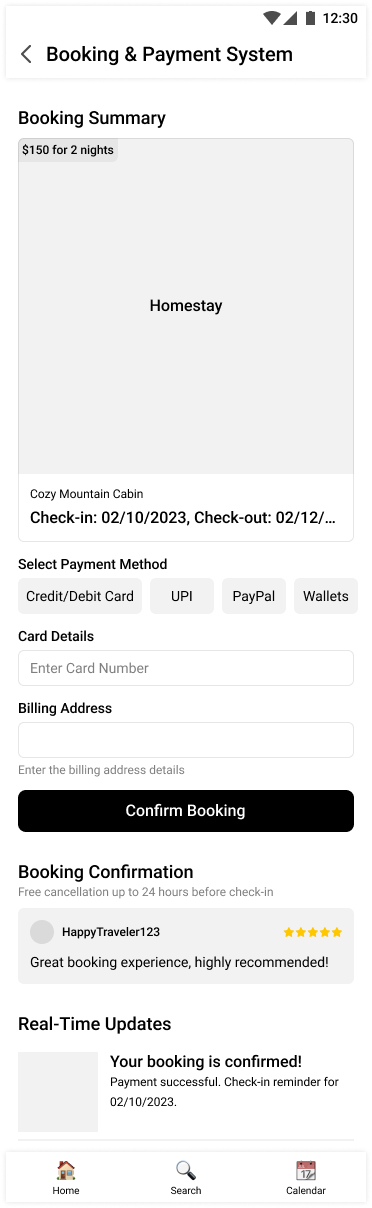 12:30
Booking & Payment System
Booking Summary
$150 for 2 nights
Homestay
Cozy Mountain Cabin
Check-in: 02/10/2023, Check-out: 02/12/...
Select Payment Method
Credit/Debit Card UPI PayPal Wallets
Card Details
Enter Card Number
Billing Address
Enter the billing address details
Confirm Booking
Booking Confirmation
Free cancellation up to 24 hours before check-in
HappyTraveler123
Great booking experience, highly recommended!
Real-Time Updates
Your booking is confirmed!
Payment successful. Check-in reminder for
02/10/2023.
Home Search Calendar